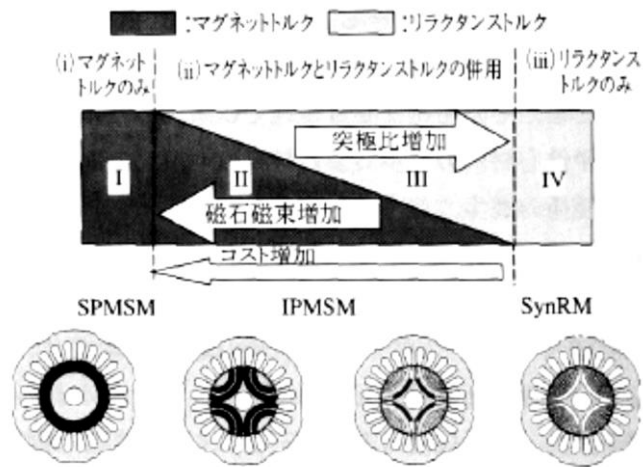 :マグネットトルク :リラクタンストルク
(i)マグネット
トルクのみ
(ii)マグネットトルクとリラクタンストルクの併用
(iii)リラクタンス
トルクのみ
突極比増加
I II III IV
磁石磁束増加
コスト増加
SPMSM IPMSM SynRM